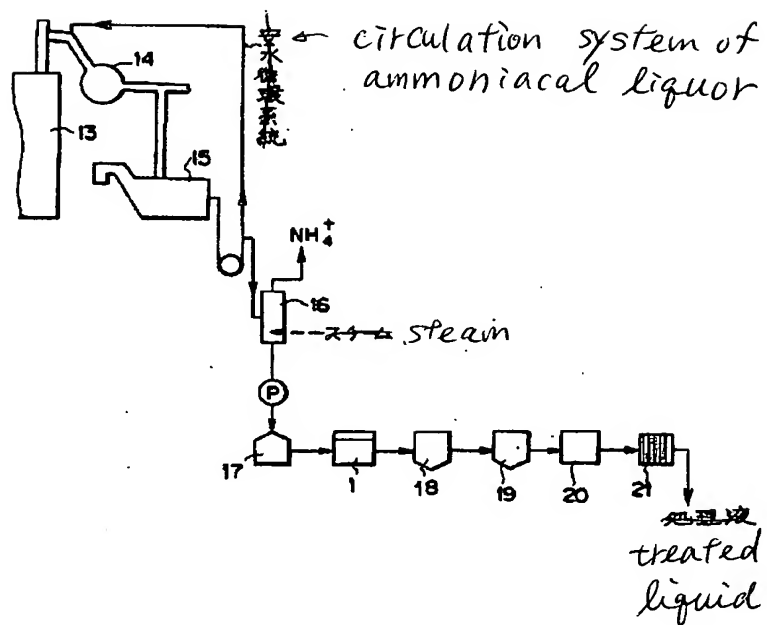 安水循環系統
← circulation system of
ammoniacal liquor
14
13
15
NH₄⁺
16
スチーム steam
P
17
1
18
19
20
21
処理液
treated
liquid